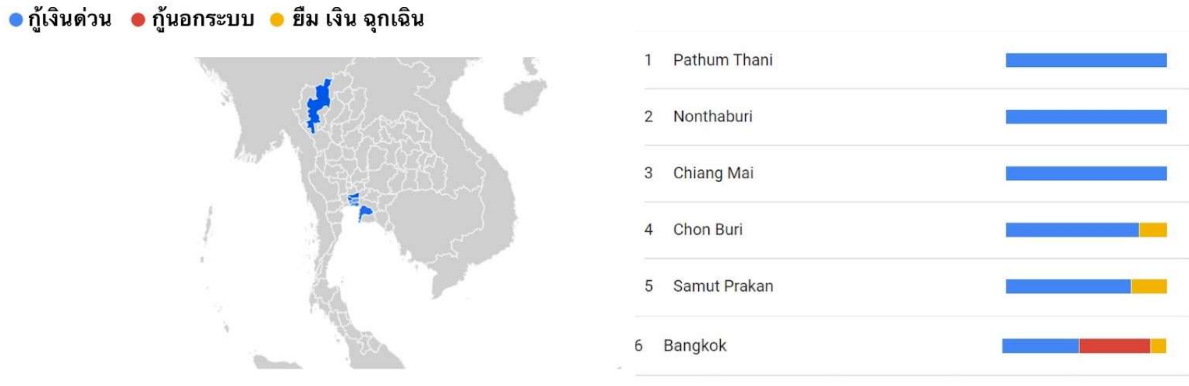 กู้เงินด่วน กู้นอกระบบ ยืม เงิน ฉุกเฉิน
1 Pathum Thani
2 Nonthaburi
3 Chiang Mai
4 Chon Buri
5 Samut Prakan
6 Bangkok